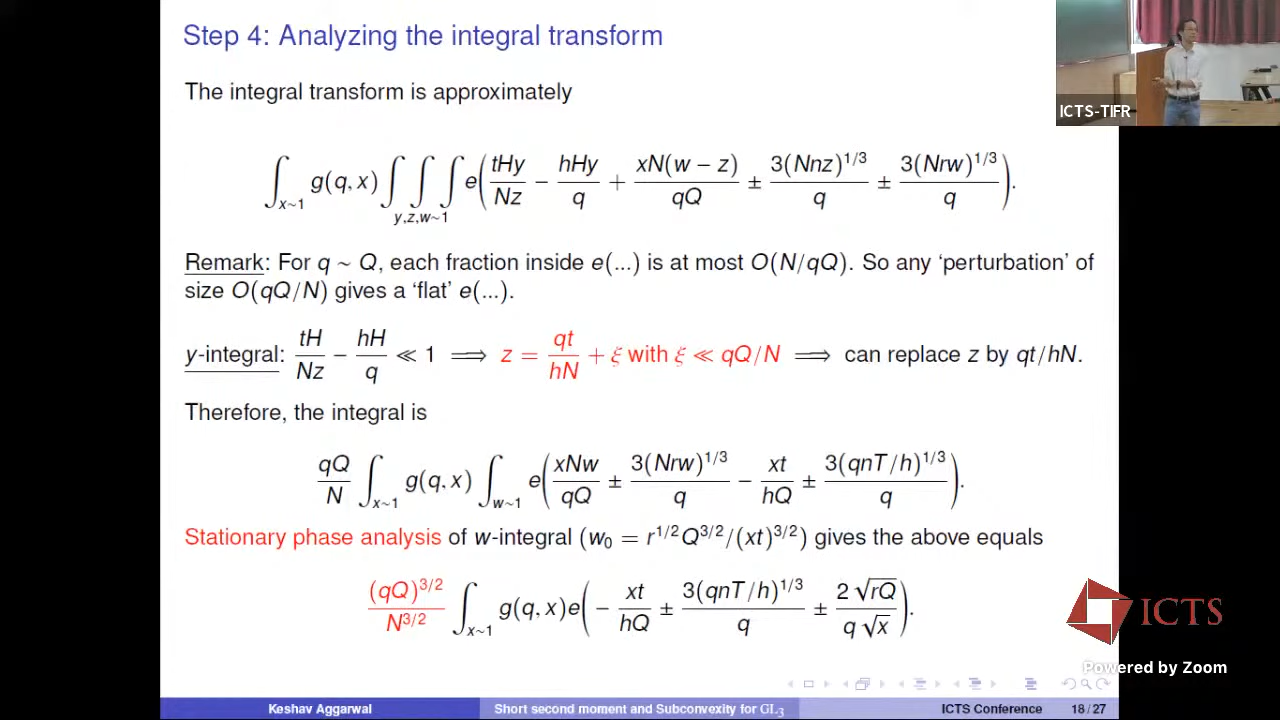 Step 4: Analyzing the integral transform
The integral transform is approximately
∫_{x∼1} g(q, x) ∫∫∫_{y,z,w∼1} e( tHy/Nz − hHy/q + xN(w − z)/qQ ± 3(Nnz)^{1/3}/q ± 3(Nrw)^{1/3}/q ).
Remark: For q ∼ Q, each fraction inside e(...) is at most O(N/qQ). So any 'perturbation' of
size O(qQ/N) gives a 'flat' e(...).
y-integral: tH/Nz − hH/q ≪ 1 ⟹ z = qt/hN + ξ with ξ ≪ qQ/N ⟹ can replace z by qt/hN.
Therefore, the integral is
qQ/N ∫_{x∼1} g(q, x) ∫_{w∼1} e( xNw/qQ ± 3(Nrw)^{1/3}/q − xt/hQ ± 3(qnT/h)^{1/3}/q ).
Stationary phase analysis of w-integral (w₀ = r^{1/2}Q^{3/2}/(xt)^{3/2}) gives the above equals
(qQ)^{3/2}/N^{3/2} ∫_{x∼1} g(q, x)e( − xt/hQ ± 3(qnT/h)^{1/3}/q ± 2√(rQ)/q√x ).
Keshav Aggarwal Short second moment and Subconvexity for GL₃ ICTS Conference 18/27
ICTS-TIFR
ICTS
Powered by Zoom